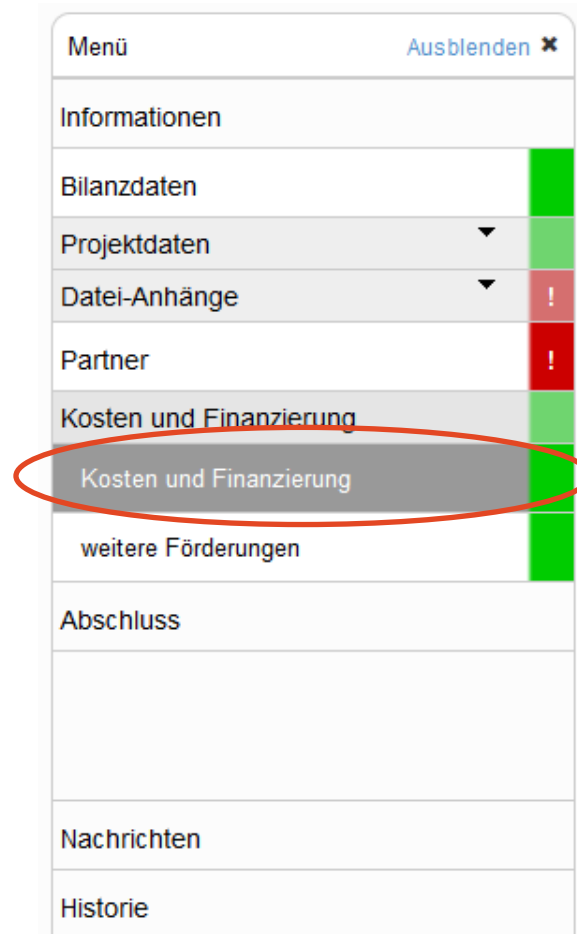 Menü Ausblenden ✖
Informationen
Bilanzdaten
Projektdaten
Datei-Anhänge !
Partner !
Kosten und Finanzierung
Kosten und Finanzierung
weitere Förderungen
Abschluss
Nachrichten
Historie